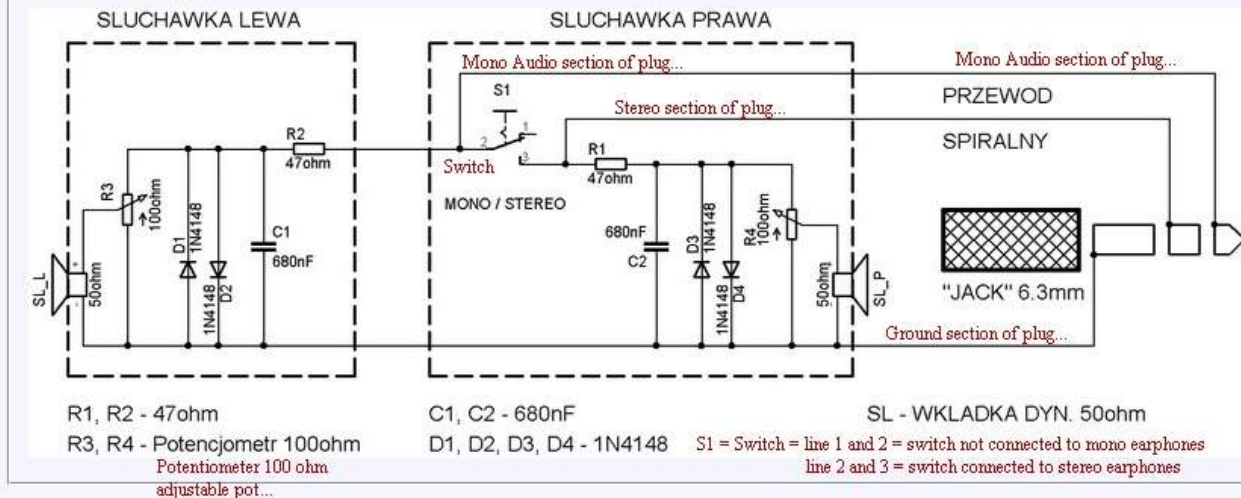 SLUCHAWKA LEWA
SLUCHAWKA PRAWA
Mono Audio section of plug...
Mono Audio section of plug...
S1
Stereo section of plug...
PRZEWOD
SPIRALNY
R2
47ohm
1
2
3
Switch
R1
47ohm
MONO / STEREO
R3
100ohm
D1
1N4148
1N4148
D2
C1
680nF
SL_L
50ohm
+
-
680nF
C2
D3
1N4148
1N4148
D4
R4
100ohm
50ohm
SL_P
"JACK" 6.3mm
Ground section of plug...
R1, R2 - 47ohm
C1, C2 - 680nF
SL - WKLADKA DYN. 50ohm
R3, R4 - Potencjometr 100ohm
D1, D2, D3, D4 - 1N4148
S1 = Switch = line 1 and 2 = switch not connected to mono earphones
line 2 and 3 = switch connected to stereo earphones
Potentiometer 100 ohm
adjustable pot...